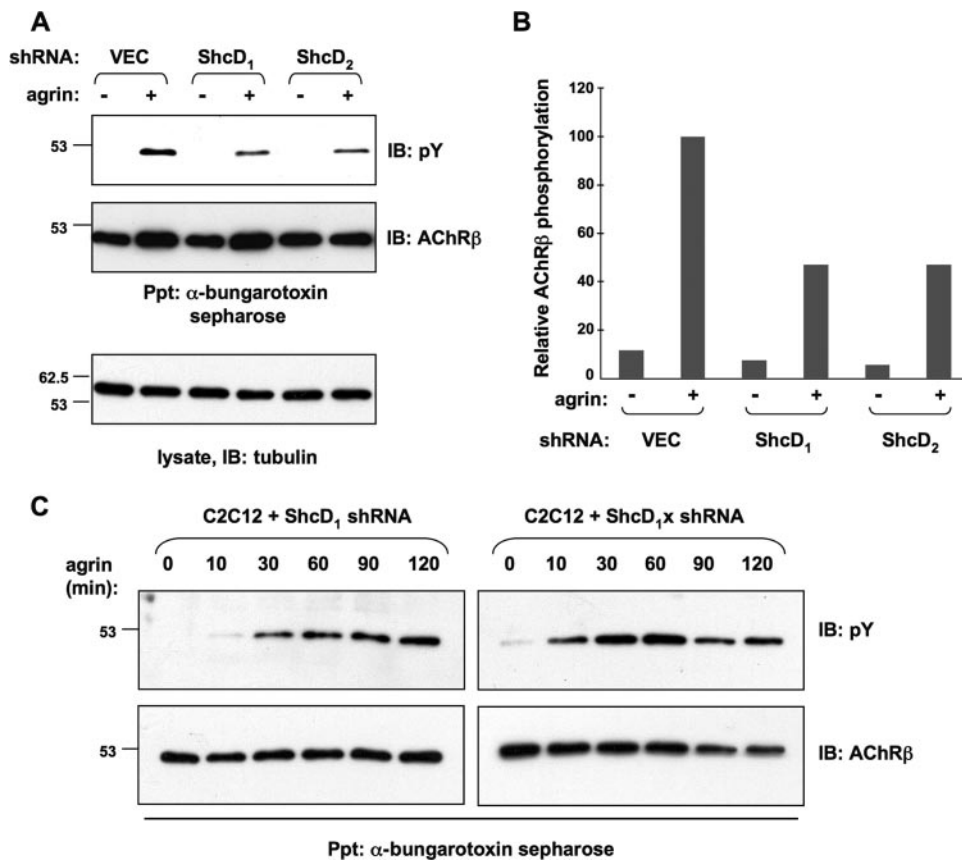 A
shRNA: VEC ShcD₁ ShcD₂
agrin: - + - + - +
53
IB: pY
53
IB: AChRβ
Ppt: α-bungarotoxin
sepharose
62.5
53
lysate, IB: tubulin
B
Relative AChRβ phosphorylation
120
100
80
60
40
20
0
agrin: - + - + - +
shRNA: VEC ShcD₁ ShcD₂
C
C2C12 + ShcD₁ shRNA C2C12 + ShcD₁x shRNA
agrin 0 10 30 60 90 120 0 10 30 60 90 120
(min):
53
IB: pY
53
IB: AChRβ
Ppt: α-bungarotoxin sepharose